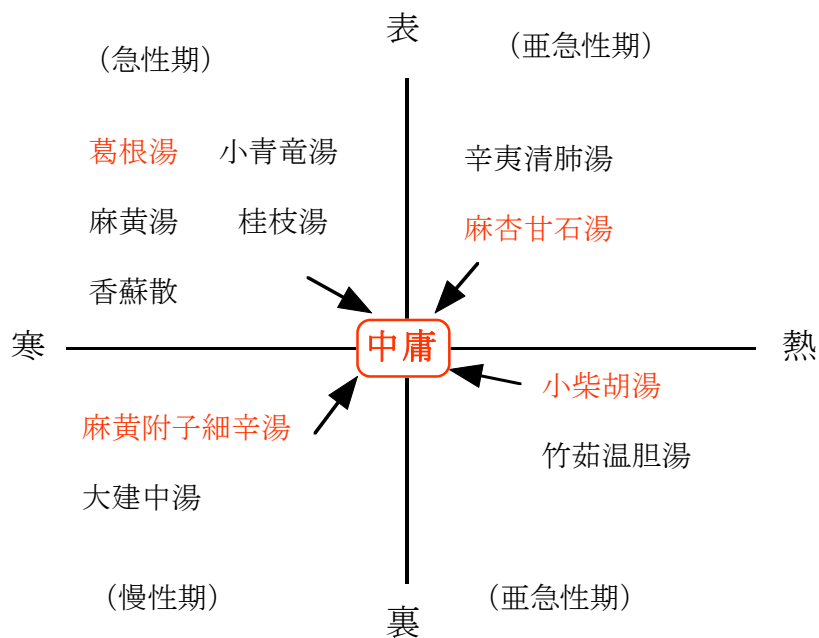 表
（急性期）
（亜急性期）
葛根湯 小青竜湯
辛夷清肺湯
麻黄湯 桂枝湯
麻杏甘石湯
香蘇散
寒
中庸
熱
小柴胡湯
麻黄附子細辛湯
竹茹温胆湯
大建中湯
（慢性期）
（亜急性期）
裏